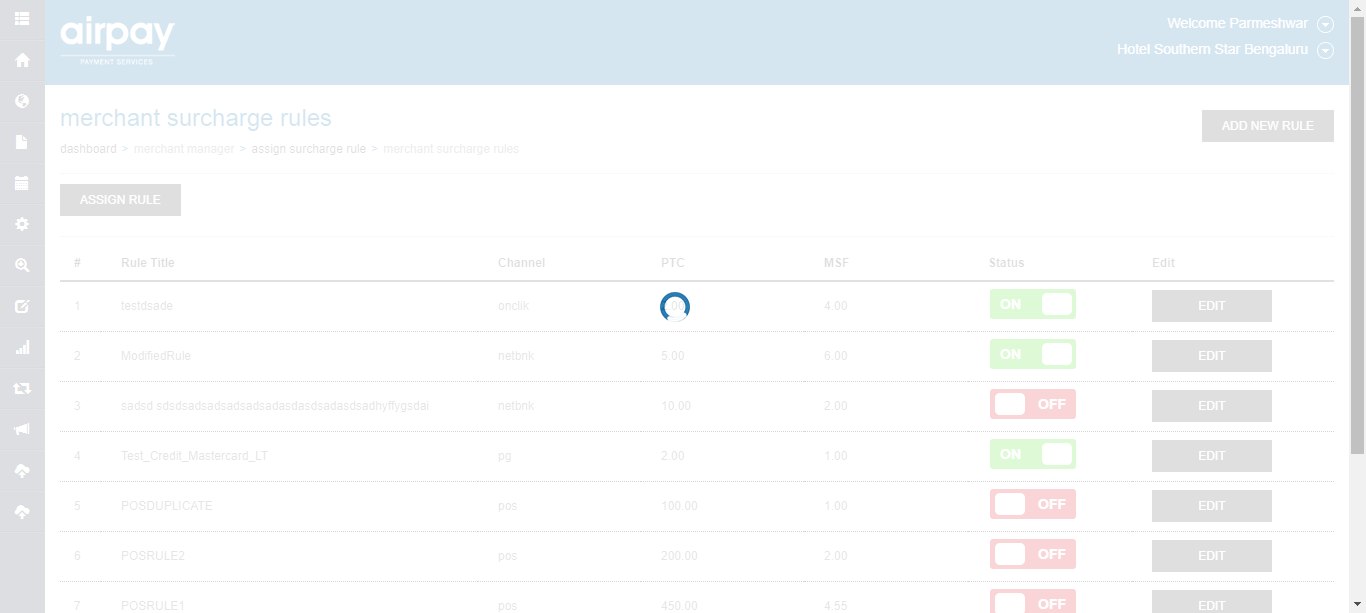 airpay
PAYMENT SERVICES
Welcome Parmeshwar
Hotel Southern Star Bengaluru
merchant surcharge rules
ADD NEW RULE
dashboard > merchant manager > assign surcharge rule > merchant surcharge rules
ASSIGN RULE
# Rule Title Channel PTC MSF Status Edit
1 testdsade onclik 4.00 ON EDIT
2 ModifiedRule netbnk 5.00 6.00 ON EDIT
3 netbnk 10.00 2.00 OFF EDIT
4 Test_Credit_Mastercard_LT pg 2.00 1.00 ON EDIT
5 POSDUPLICATE pos 100.00 1.00 OFF EDIT
6 POSRULE2 pos 200.00 2.00 OFF EDIT
7 POSRULE1 pos 450.00 4.55 OFF EDIT